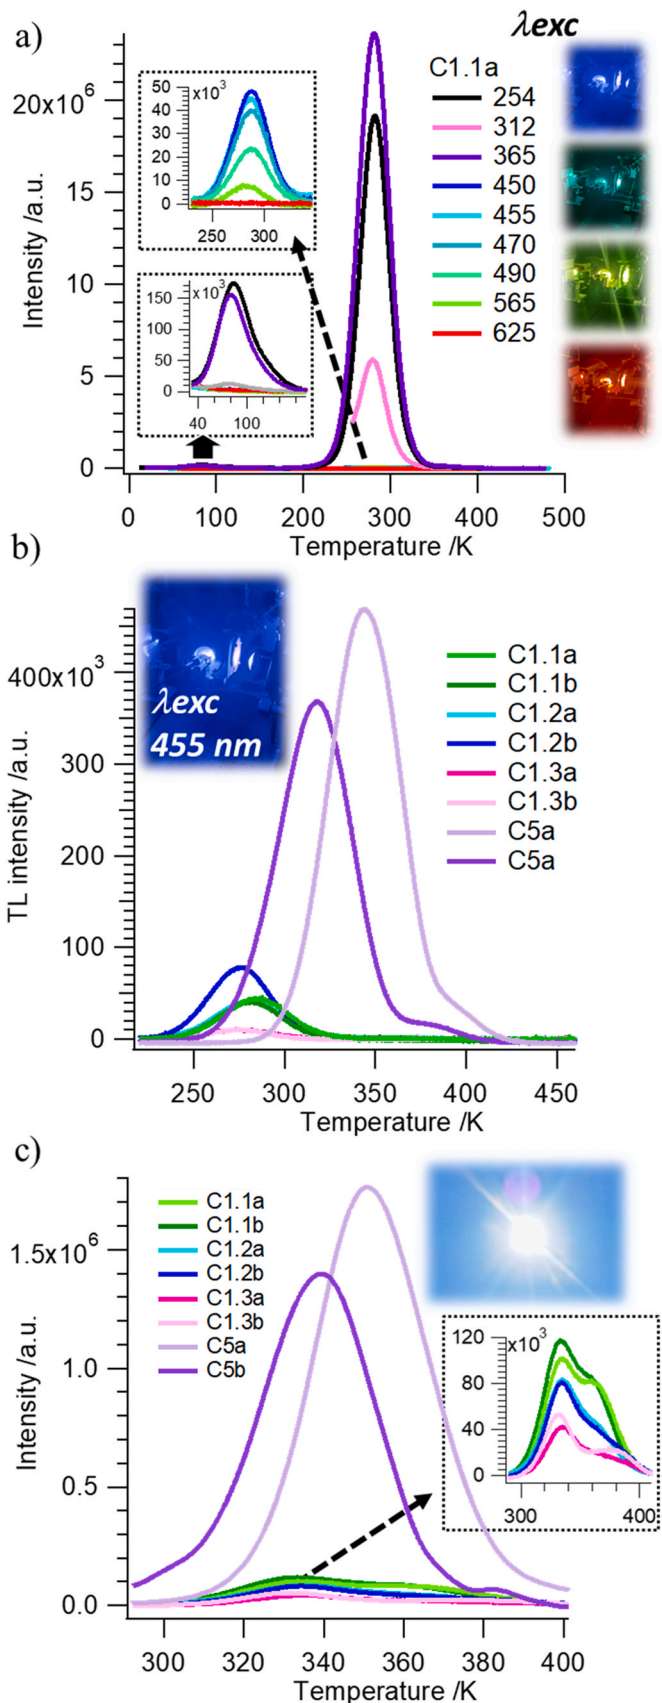 a)
λexc
C1.1a
254
312
365
450
455
470
490
565
625
Intensity /a.u.
20x10⁶
15
10
5
0
50
40
30
20
10
0
x10³
250
300
150
100
50
0
x10³
40
100
0
100
200
300
400
500
Temperature /K
b)
λexc
455 nm
TL intensity /a.u.
400x10³
300
200
100
0
C1.1a
C1.1b
C1.2a
C1.2b
C1.3a
C1.3b
C5a
C5a
250
300
350
400
450
Temperature /K
c)
Intensity /a.u.
1.5x10⁶
1.0
0.5
0.0
C1.1a
C1.1b
C1.2a
C1.2b
C1.3a
C1.3b
C5a
C5b
120
80
40
0
x10³
300
400
300
320
340
360
380
400
Temperature /K